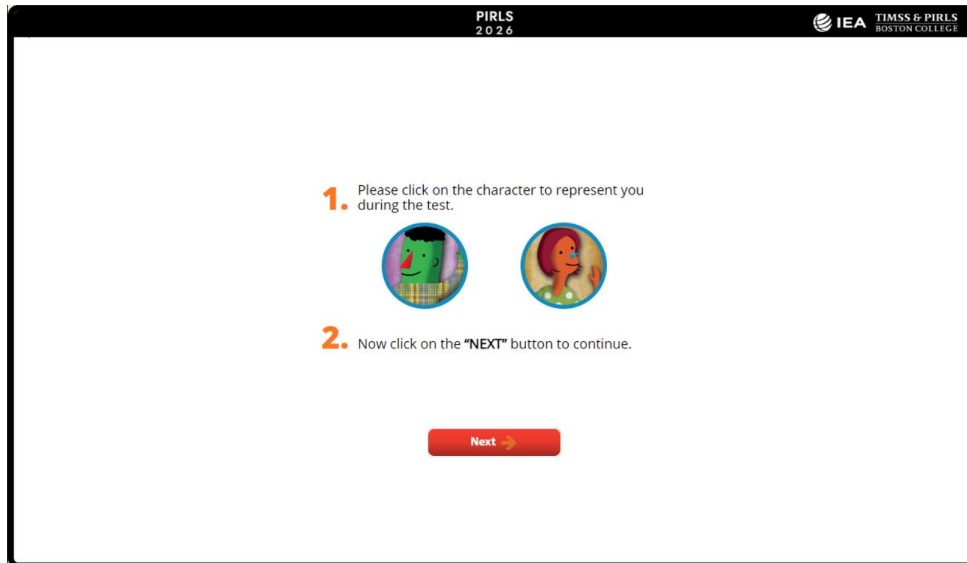 PIRLS
2026
IEA
TIMSS & PIRLS
BOSTON COLLEGE
1. Please click on the character to represent you
during the test.
2. Now click on the “NEXT” button to continue.
Next